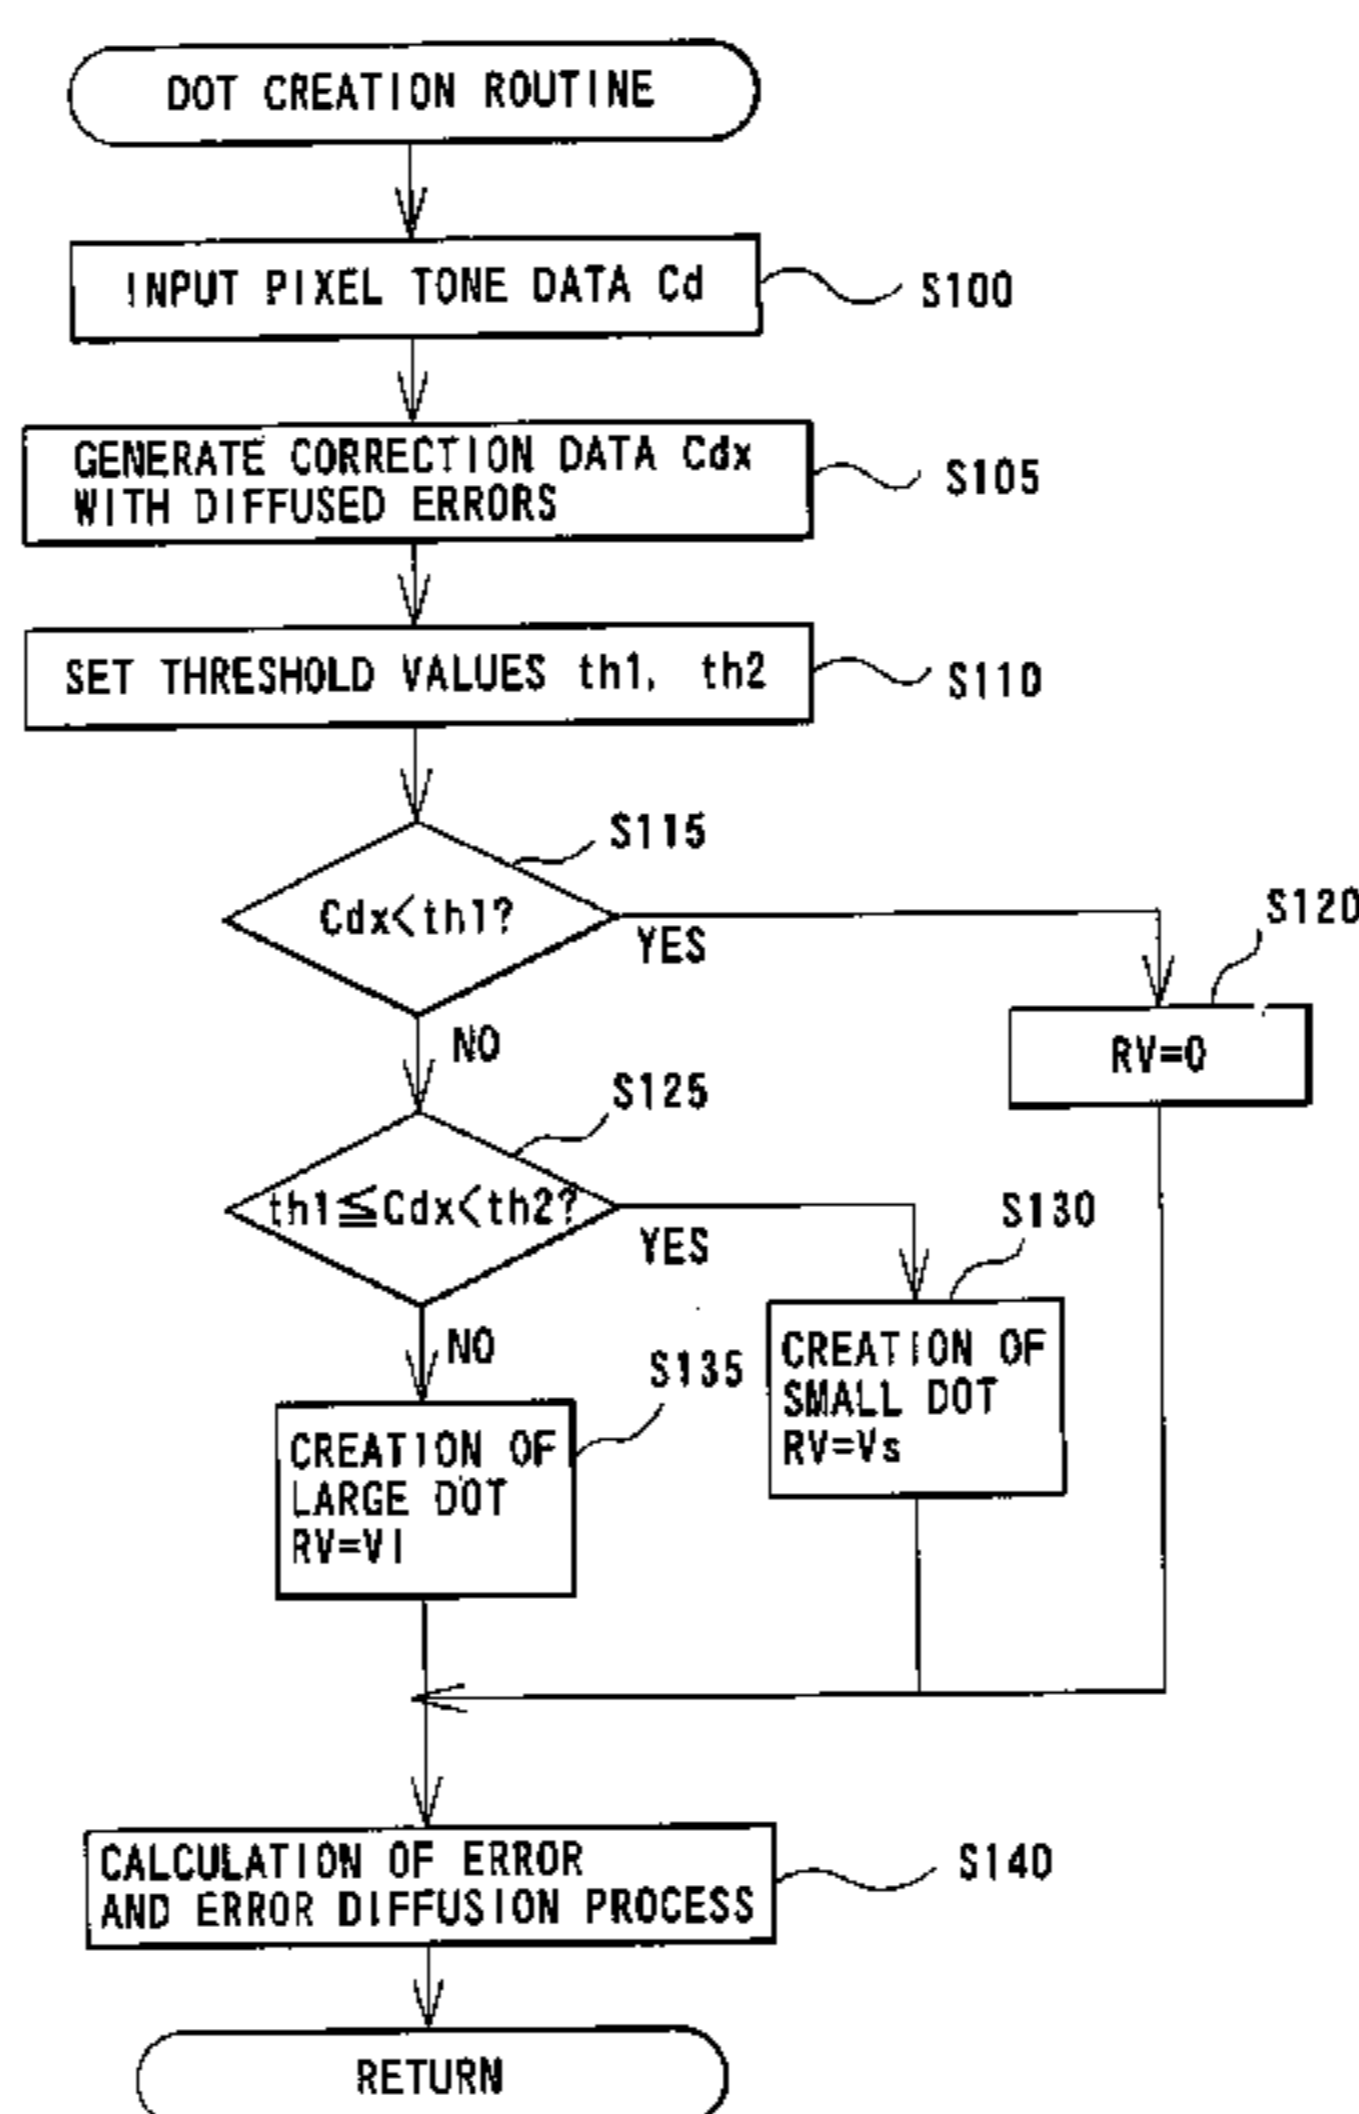 DOT CREATION ROUTINE
INPUT PIXEL TONE DATA Cd
S100
GENERATE CORRECTION DATA Cdx
WITH DIFFUSED ERRORS
S105
SET THRESHOLD VALUES th1, th2
S110
S115
Cdx<th1?
YES
S120
RV=0
NO
S125
th1≦Cdx<th2?
YES
S130
CREATION OF
SMALL DOT
RV=Vs
NO
S135
CREATION OF
LARGE DOT
RV=Vl
CALCULATION OF ERROR
AND ERROR DIFFUSION PROCESS
S140
RETURN